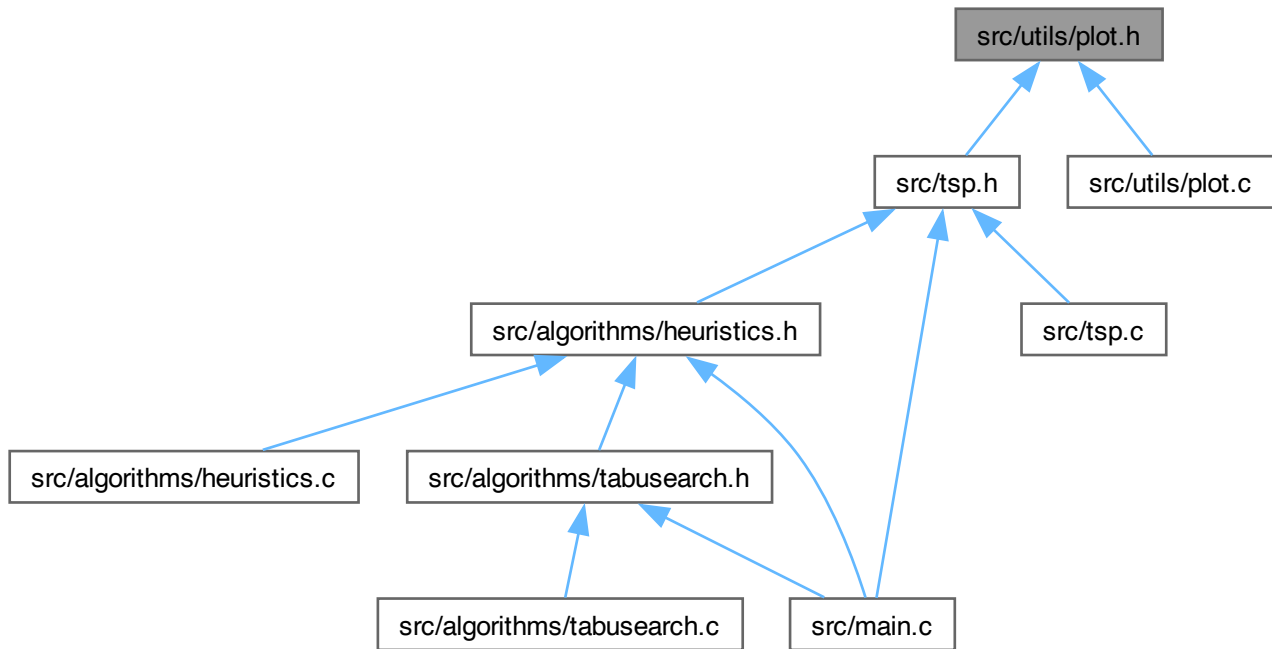 src/utils/plot.h
src/tsp.h
src/utils/plot.c
src/algorithms/heuristics.h
src/tsp.c
src/algorithms/heuristics.c
src/algorithms/tabusearch.h
src/algorithms/tabusearch.c
src/main.c